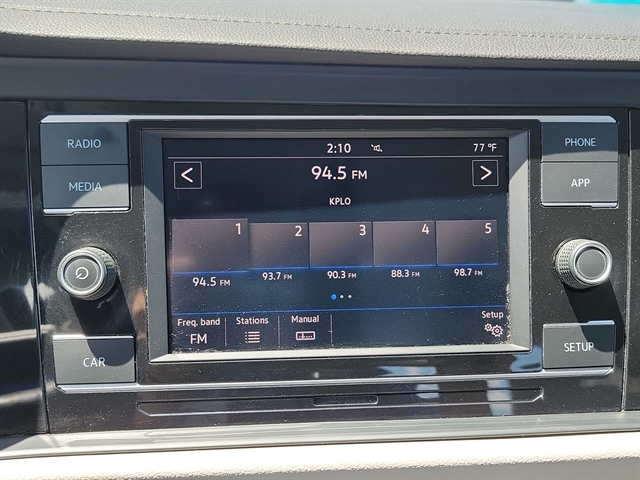 RADIO
MEDIA
CAR
2:10
77 °F
<
94.5 FM
>
KPLO
1 2 3 4 5
94.5 FM 93.7 FM 90.3 FM 88.3 FM 98.7 FM
Freq. band Stations Manual Setup
FM
PHONE
APP
SETUP